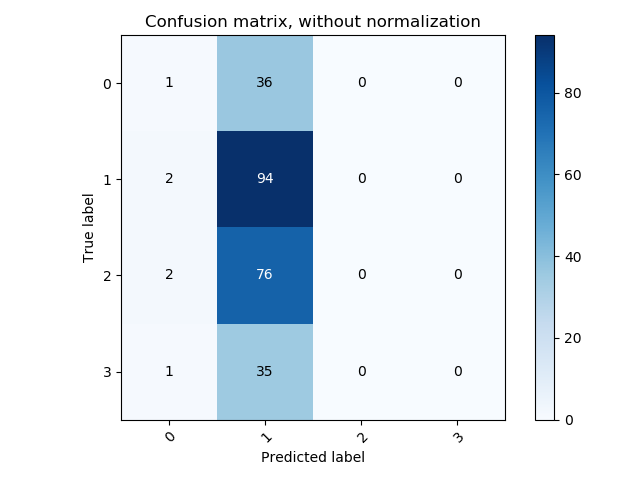 Confusion matrix, without normalization
0 1 36 0 0
1 2 94 0 0
2 2 76 0 0
3 1 35 0 0
0 1 2 3
True label
Predicted label
80
60
40
20
0